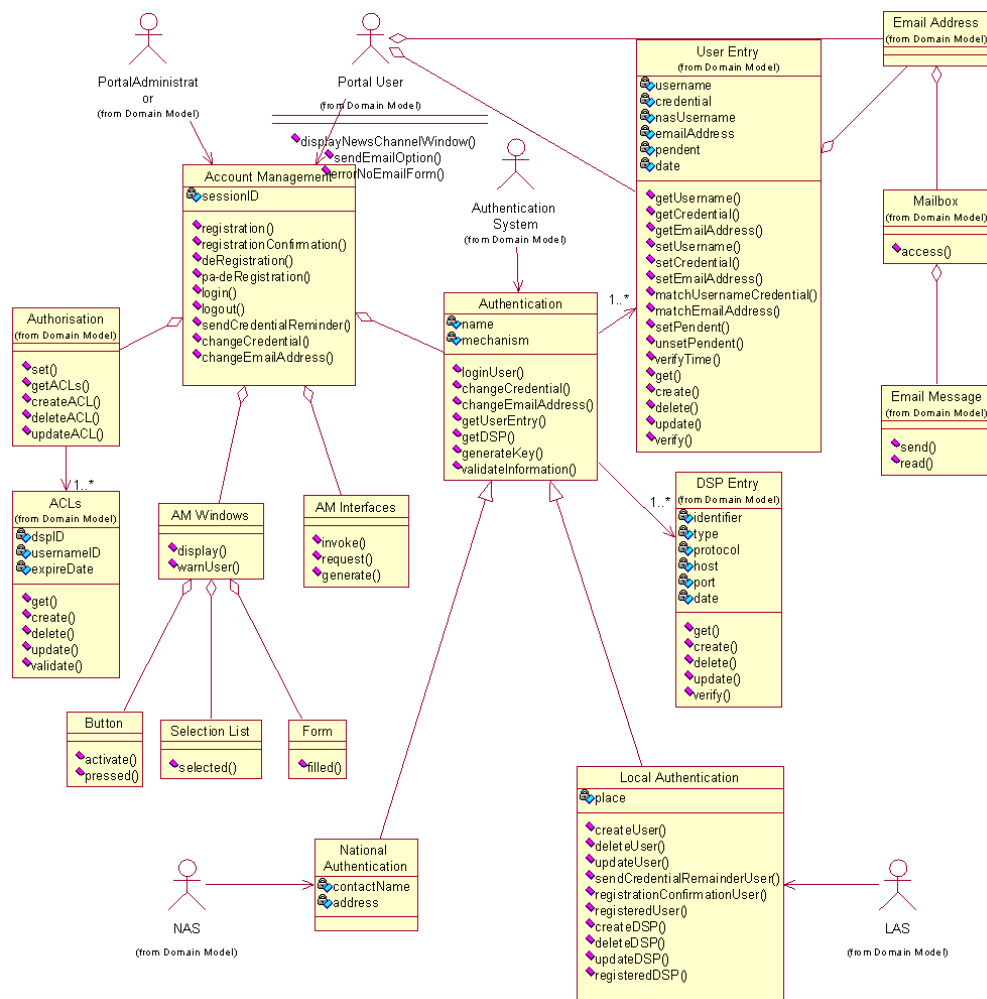 PortalAdministrat
or
(from Domain Model)
Portal User
(from Domain Model)
displayNewsChannelWindow()
sendEmailOption()
errorNoEmailForm()
Account Management
sessionID
registration()
registrationConfirmation()
deRegistration()
pa-deRegistration()
login()
logout()
sendCredentialReminder()
changeCredential()
changeEmailAddress()
Authentication
System
(from Domain Model)
User Entry
(from Domain Model)
username
credential
nasUsername
emailAddress
pendent
date
getUsername()
getCredential()
getEmailAddress()
setUsername()
setCredential()
setEmailAddress()
matchUsernameCredential()
matchEmailAddress()
setPendent()
unsetPendent()
verifyTime()
get()
create()
delete()
update()
verify()
Email Address
(from Domain Model)
Mailbox
(from Domain Model)
access()
Email Message
(from Domain Model)
send()
read()
Authorisation
(from Domain Model)
set()
getACLs()
createACL()
deleteACL()
updateACL()
1..*
ACLs
(from Domain Model)
dspID
usernameID
expireDate
get()
create()
delete()
update()
validate()
Authentication
name
mechanism
loginUser()
changeCredential()
changeEmailAddress()
getUserEntry()
getDSP()
generateKey()
validateInformation()
1..*
1..*
DSP Entry
(from Domain Model)
identifier
type
protocol
host
port
date
get()
create()
delete()
update()
verify()
AM Windows
display()
warnUser()
AM Interfaces
invoke()
request()
generate()
Button
activate()
pressed()
Selection List
selected()
Form
filled()
National
Authentication
contactName
address
NAS
(from Domain Model)
Local Authentication
place
createUser()
deleteUser()
updateUser()
sendCredentialRemainderUser()
registrationConfirmationUser()
registeredUser()
createDSP()
deleteDSP()
updateDSP()
registeredDSP()
LAS
(from Domain Model)